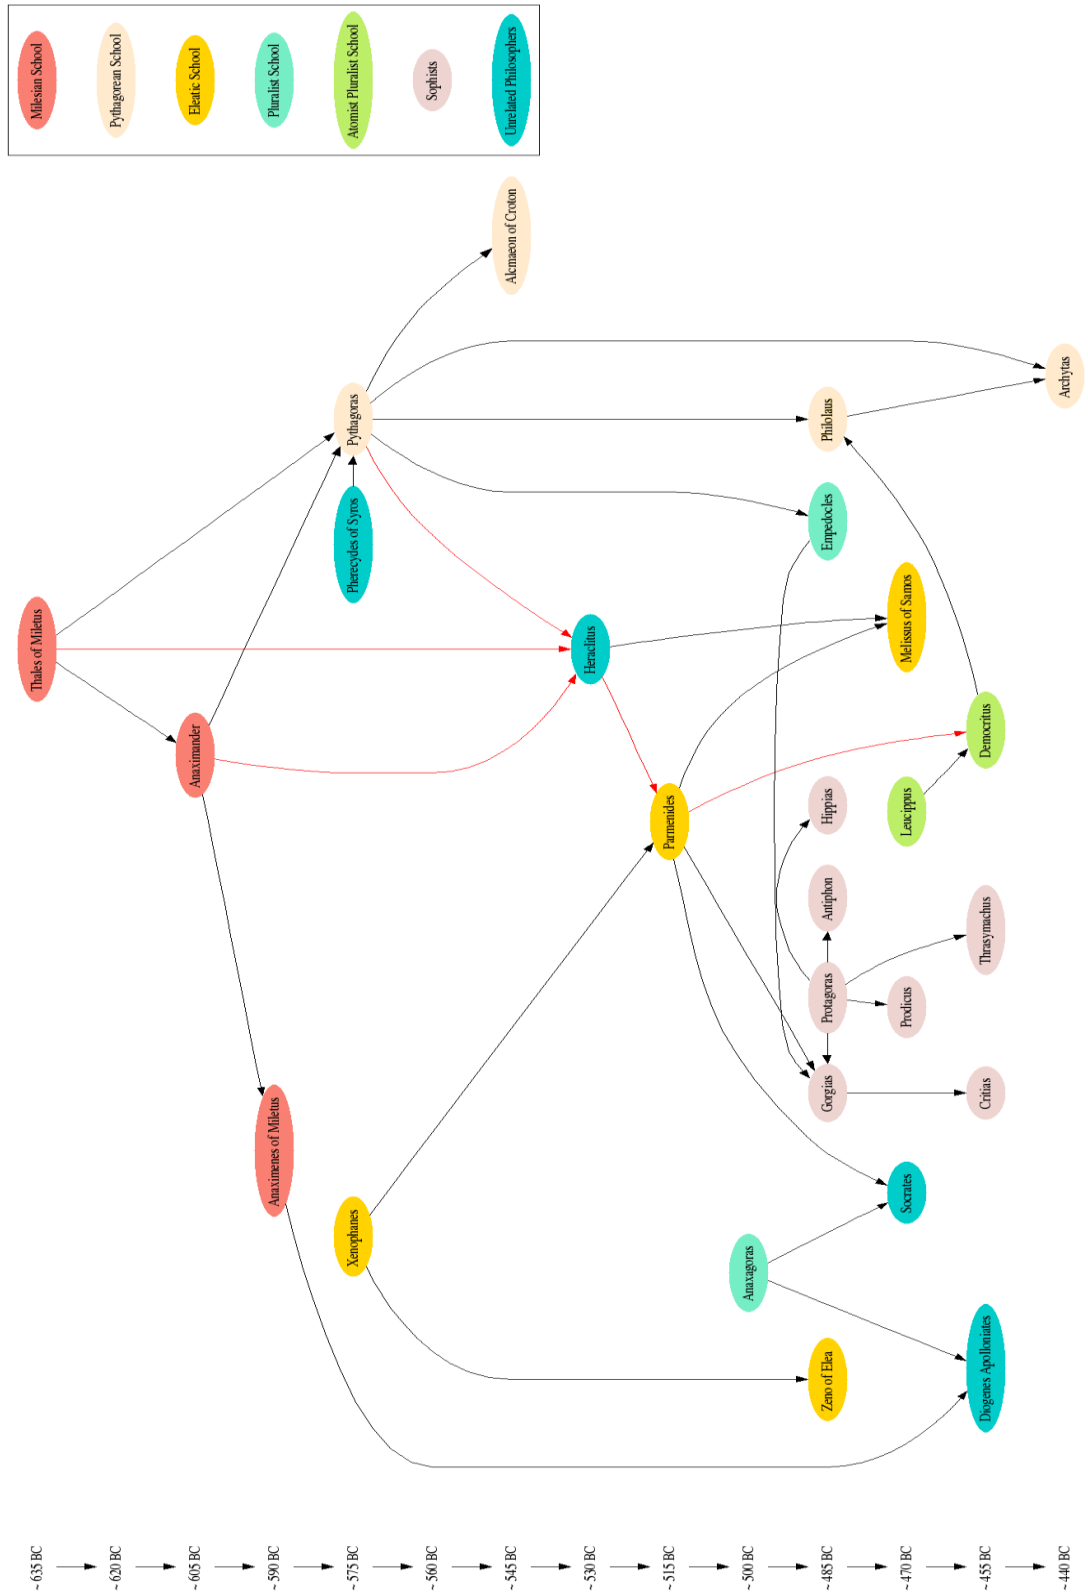 Milesian School
Pythagorean School
Eleatic School
Pluralist School
Atomist Pluralist School
Sophists
Unrelated Philosophers
Thales of Miletus
Anaximander
Anaximenes of Miletus
Pythagoras
Pherecydes of Syros
Xenophanes
Alcmaeon of Croton
Heraclitus
Parmenides
Anaxagoras
Philolaus
Empedocles
Hippias
Antiphon
Protagoras
Gorgias
Zeno of Elea
Melissus of Samos
Leucippus
Prodicus
Socrates
Democritus
Thrasymachus
Critias
Diogenes Apolloniates
Archytas
~ 635 BC
~ 620 BC
~ 605 BC
~ 590 BC
~ 575 BC
~ 560 BC
~ 545 BC
~ 530 BC
~ 515 BC
~ 500 BC
~ 485 BC
~ 470 BC
~ 455 BC
~ 440 BC